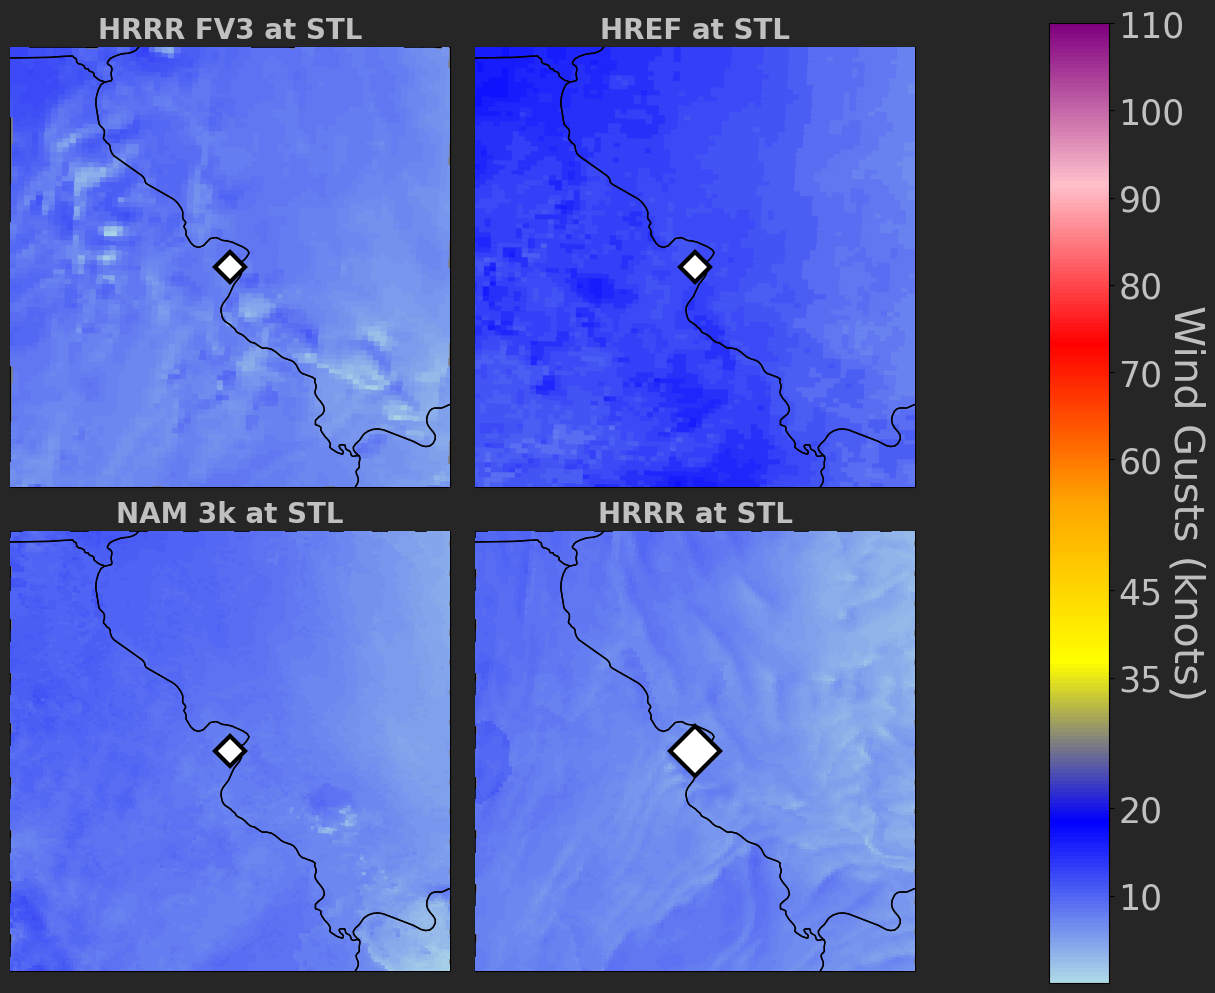 HRRR FV3 at STL
HREF at STL
NAM 3k at STL
HRRR at STL
110
100
90
80
70
60
45
35
20
10
Wind Gusts (knots)